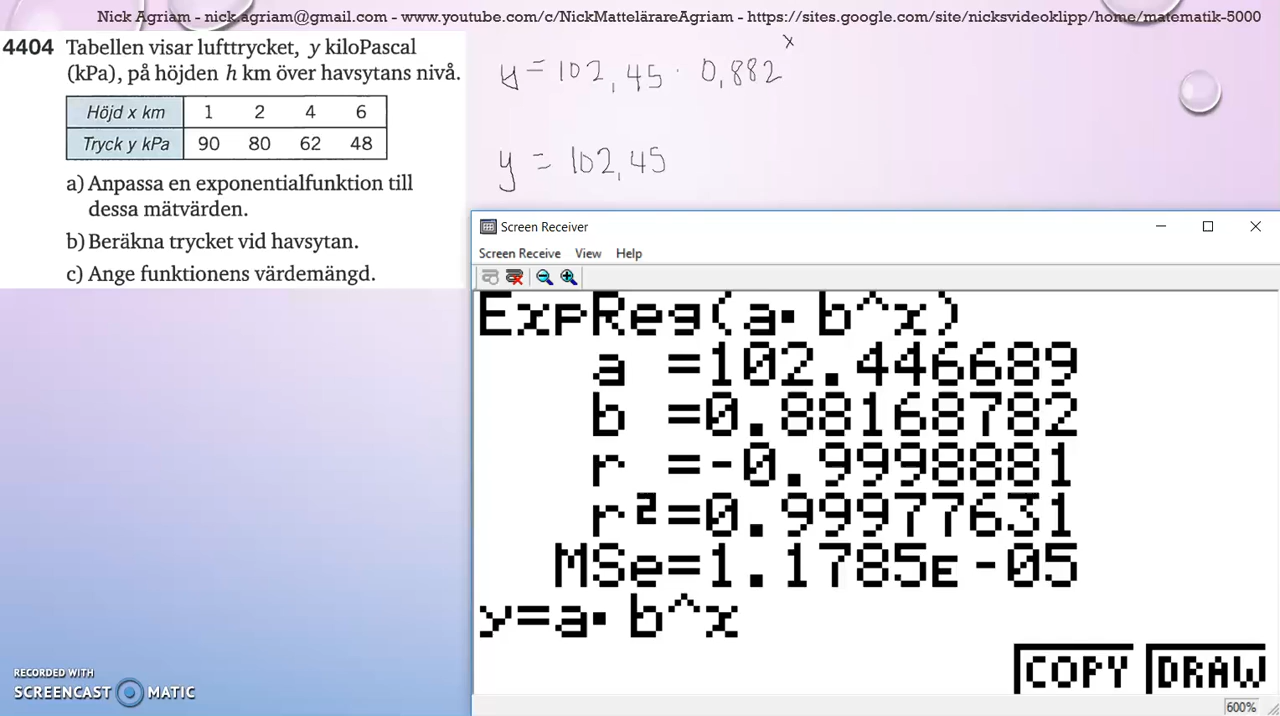 Nick Agriam - nick.agriam@gmail.com - www.youtube.com/c/NickMattelärareAgriam - https://sites.google.com/site/nicksvideoklipp/home/matematik-5000
4404 Tabellen visar lufttrycket, y kiloPascal
(kPa), på höjden h km över havsytans nivå.
Höjd x km 1 2 4 6
Tryck y kPa 90 80 62 48
a) Anpassa en exponentialfunktion till
dessa mätvärden.
b) Beräkna trycket vid havsytan.
c) Ange funktionens värdemängd.
y = 102,45 · 0,882^x
y = 102,45
Screen Receiver
Screen Receive View Help
ExpReg(a·b^x)
a =102.446689
b =0.88168782
r =-0.9998881
r²=0.99977631
MSe=1.1785E-05
y=a·b^x
COPY DRAW
600%
RECORDED WITH
SCREENCAST MATIC